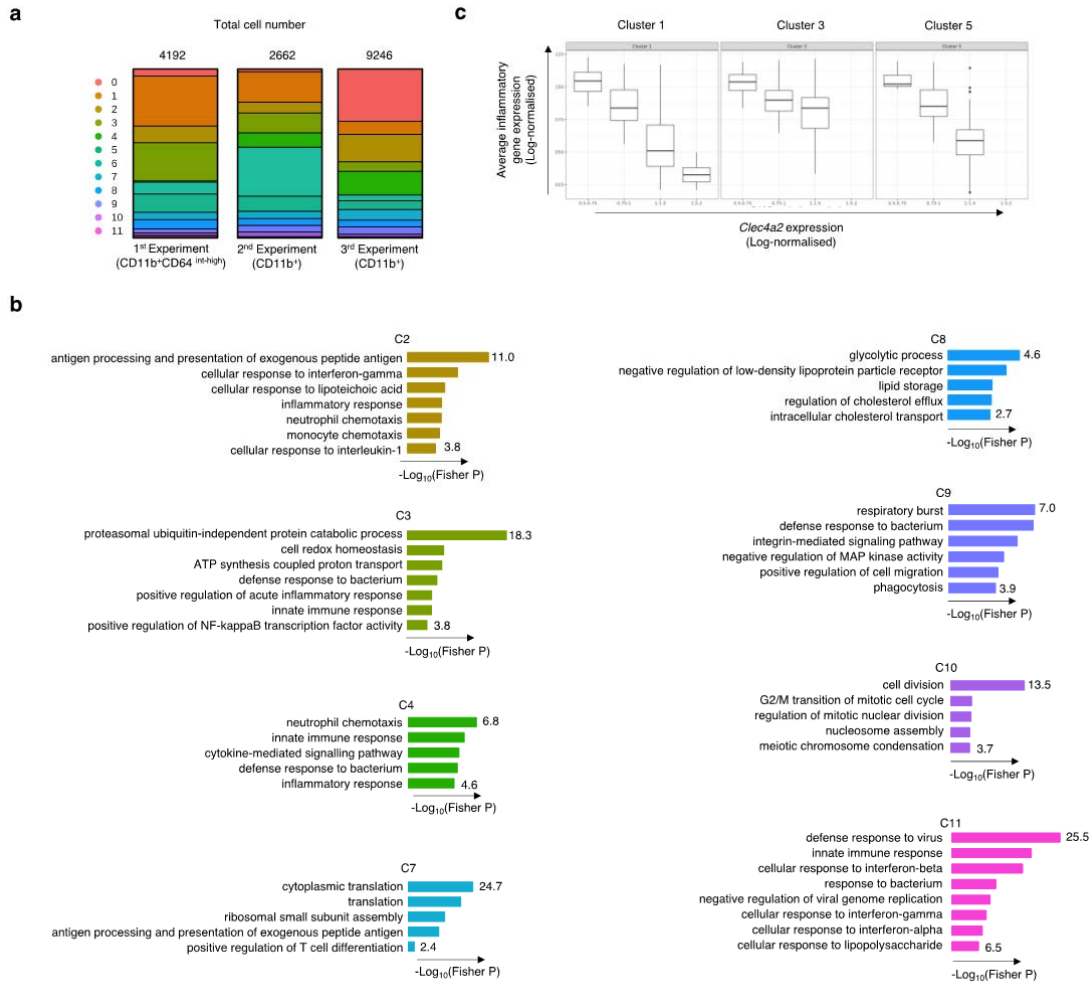 a
Total cell number
4192
2662
9246
0
1
2
3
4
5
6
7
8
9
10
11
1st Experiment
(CD11b+CD64 int-high)
2nd Experiment
(CD11b+)
3rd Experiment
(CD11b+)
c
Cluster 1
Cluster 3
Cluster 5
Cluster 1
Average inflammatory
gene expression
(Log-normalised)
Clec4a2 expression
(Log-normalised)
b
C2
antigen processing and presentation of exogenous peptide antigen
11.0
cellular response to interferon-gamma
cellular response to lipoteichoic acid
inflammatory response
neutrophil chemotaxis
monocyte chemotaxis
cellular response to interleukin-1
3.8
-Log10(Fisher P)
C3
proteasomal ubiquitin-independent protein catabolic process
18.3
cell redox homeostasis
ATP synthesis coupled proton transport
defense response to bacterium
positive regulation of acute inflammatory response
innate immune response
positive regulation of NF-kappaB transcription factor activity
3.8
-Log10(Fisher P)
C4
neutrophil chemotaxis
6.8
innate immune response
cytokine-mediated signalling pathway
defense response to bacterium
inflammatory response
4.6
-Log10(Fisher P)
C7
cytoplasmic translation
24.7
translation
ribosomal small subunit assembly
antigen processing and presentation of exogenous peptide antigen
positive regulation of T cell differentiation
2.4
-Log10(Fisher P)
C8
glycolytic process
4.6
negative regulation of low-density lipoprotein particle receptor
lipid storage
regulation of cholesterol efflux
intracellular cholesterol transport
2.7
-Log10(Fisher P)
C9
respiratory burst
7.0
defense response to bacterium
integrin-mediated signaling pathway
negative regulation of MAP kinase activity
positive regulation of cell migration
phagocytosis
3.9
-Log10(Fisher P)
C10
cell division
13.5
G2/M transition of mitotic cell cycle
regulation of mitotic nuclear division
nucleosome assembly
meiotic chromosome condensation
3.7
-Log10(Fisher P)
C11
defense response to virus
25.5
innate immune response
cellular response to interferon-beta
response to bacterium
negative regulation of viral genome replication
cellular response to interferon-gamma
cellular response to interferon-alpha
cellular response to lipopolysaccharide
6.5
-Log10(Fisher P)